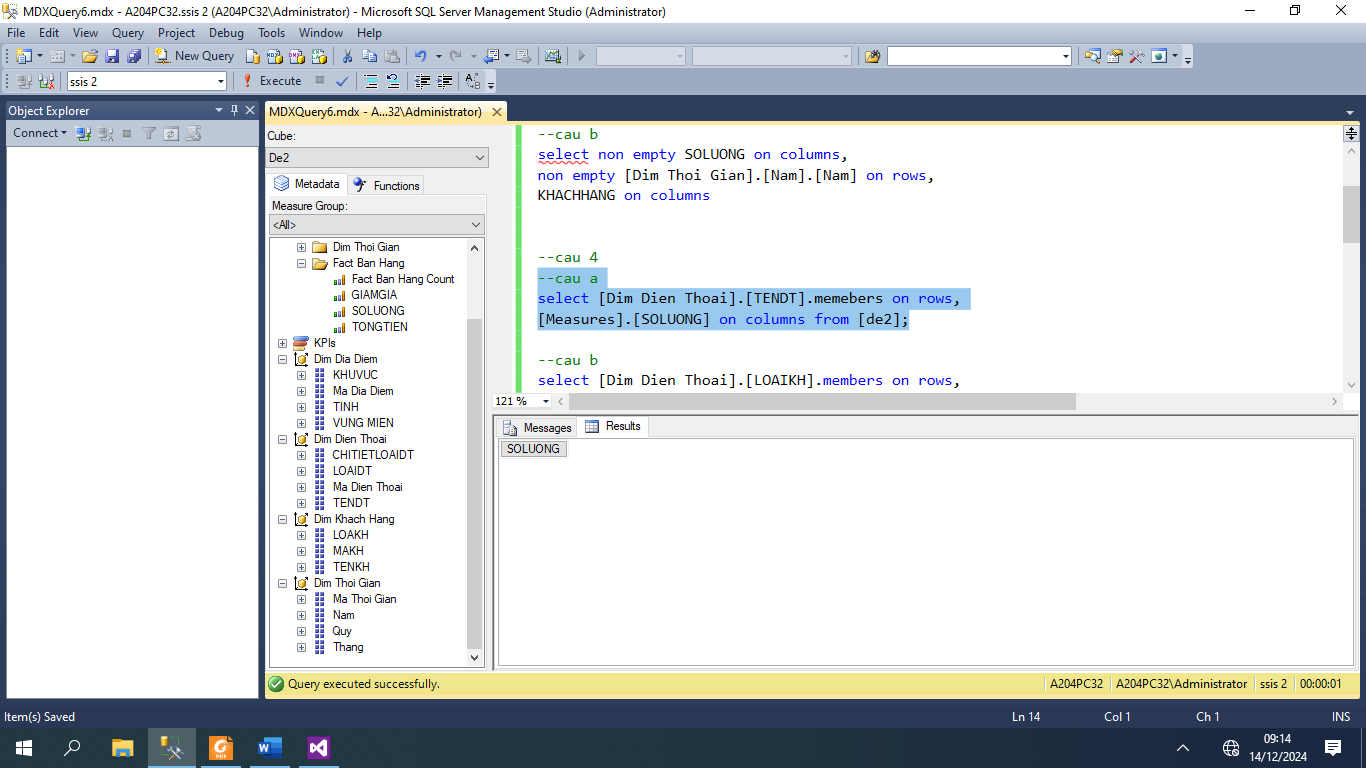 MDXQuery6.mdx - A204PC32.ssis 2 (A204PC32\Administrator) - Microsoft SQL Server Management Studio (Administrator)
File Edit View Query Project Debug Tools Window Help
New Query
ssis 2 Execute
Object Explorer
Connect
MDXQuery6.mdx - A...32\Administrator)
Cube:
De2
Metadata Functions
Measure Group:
<All>
Dim Thoi Gian
Fact Ban Hang
Fact Ban Hang Count
GIAMGIA
SOLUONG
TONGTIEN
KPIs
Dim Dia Diem
KHUVUC
Ma Dia Diem
TINH
VUNG MIEN
Dim Dien Thoai
CHITIETLOAIDT
LOAIDT
Ma Dien Thoai
TENDT
Dim Khach Hang
LOAKH
MAKH
TENKH
Dim Thoi Gian
Ma Thoi Gian
Nam
Quy
Thang
--cau b
select non empty SOLUONG on columns,
non empty [Dim Thoi Gian].[Nam].[Nam] on rows,
KHACHHANG on columns
--cau 4
--cau a
select [Dim Dien Thoai].[TENDT].memebers on rows,
[Measures].[SOLUONG] on columns from [de2];
--cau b
select [Dim Dien Thoai].[LOAIKH].members on rows,
121 %
Messages Results
SOLUONG
Query executed successfully. A204PC32 A204PC32\Administrator ssis 2 00:00:01
Item(s) Saved Ln 14 Col 1 Ch 1 INS
09:14
14/12/2024